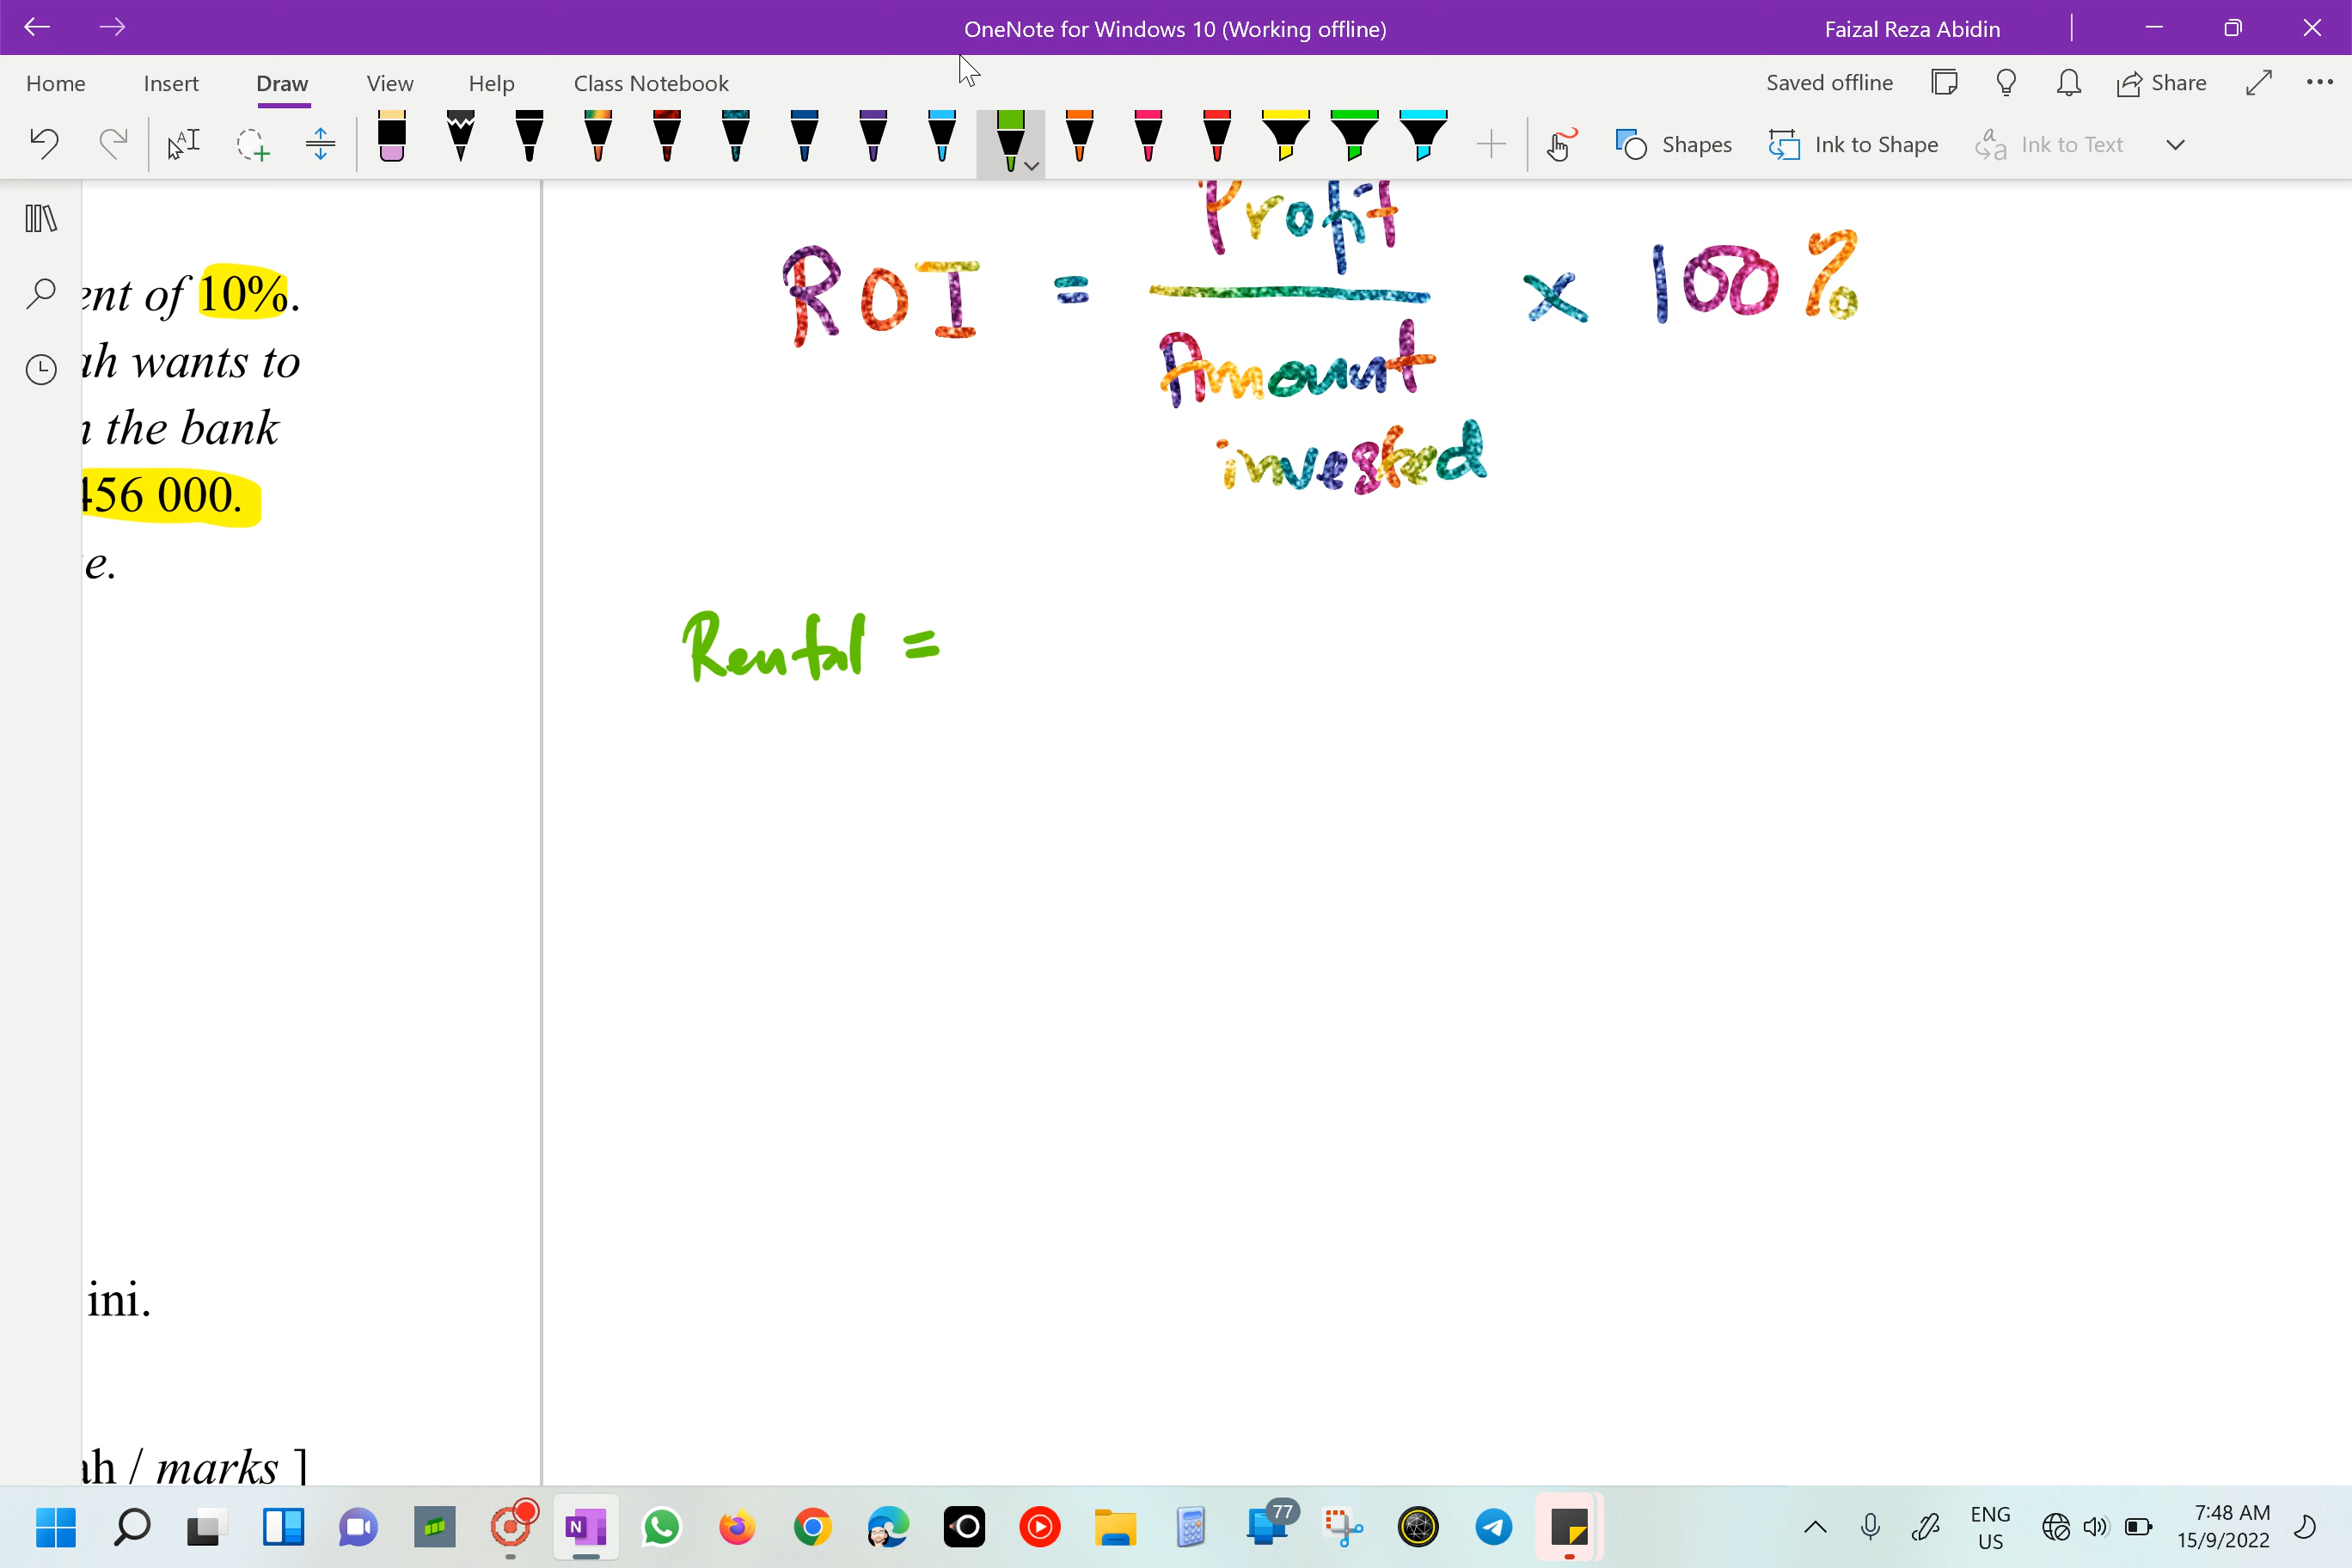 OneNote for Windows 10 (Working offline)
Faizal Reza Abidin
Home Insert Draw View Help Class Notebook
Saved offline Share
Shapes Ink to Shape Ink to Text
ent of 10%.
ah wants to
n the bank
456 000.
e.
ini.
ah / marks ]
Profit
ROI = × 100%
Amount
invested
Rental =
77
ENG
US
7:48 AM
15/9/2022